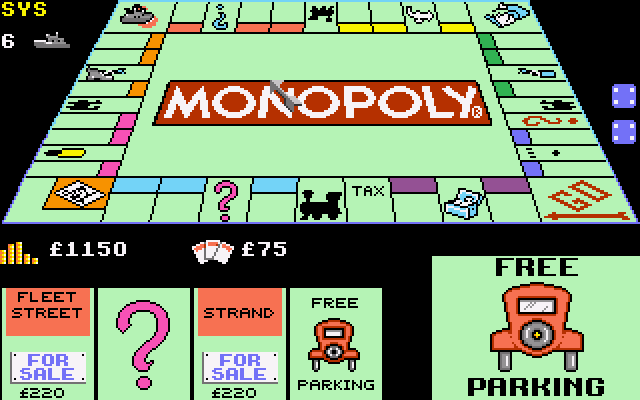 SYS
6
MONOPOLY®
TAX
GO
£1150
£75
FREE
PARKING
FLEET
STREET
FOR
SALE
£220
?
STRAND
FOR
SALE
£220
FREE
PARKING